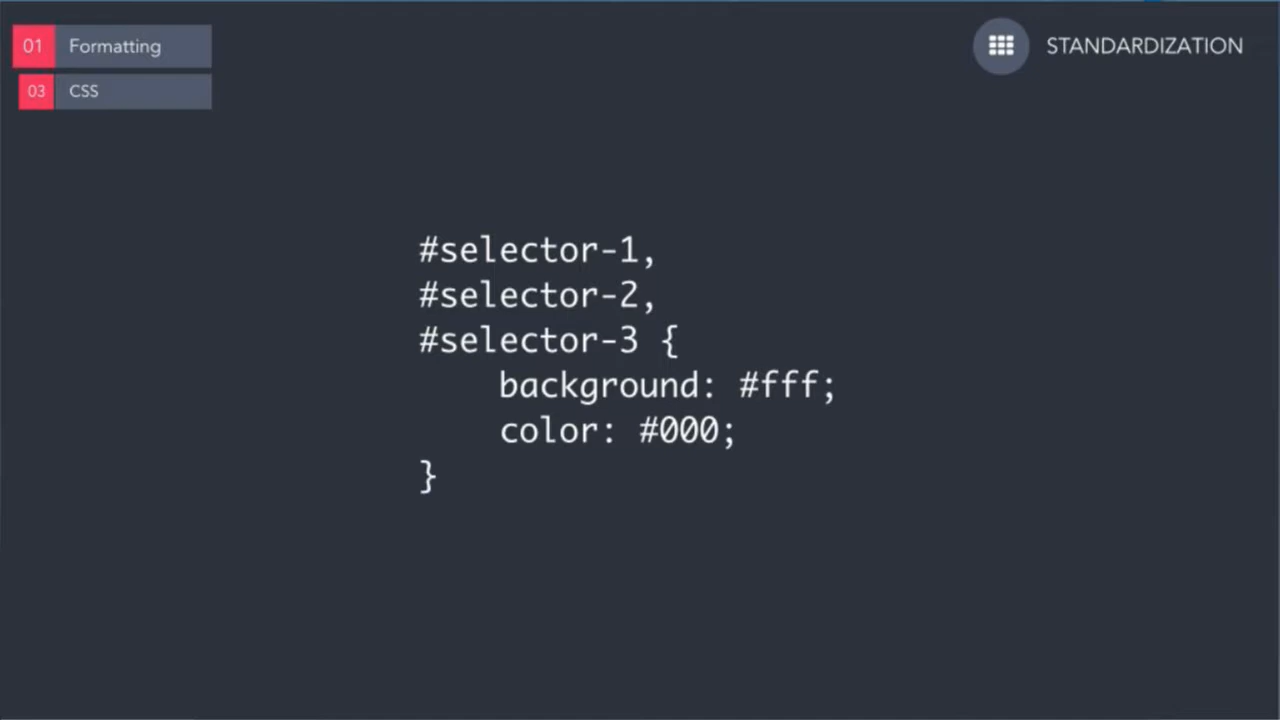 01 Formatting
03 CSS
STANDARDIZATION
#selector-1,
#selector-2,
#selector-3 {
    background: #fff;
    color: #000;
}